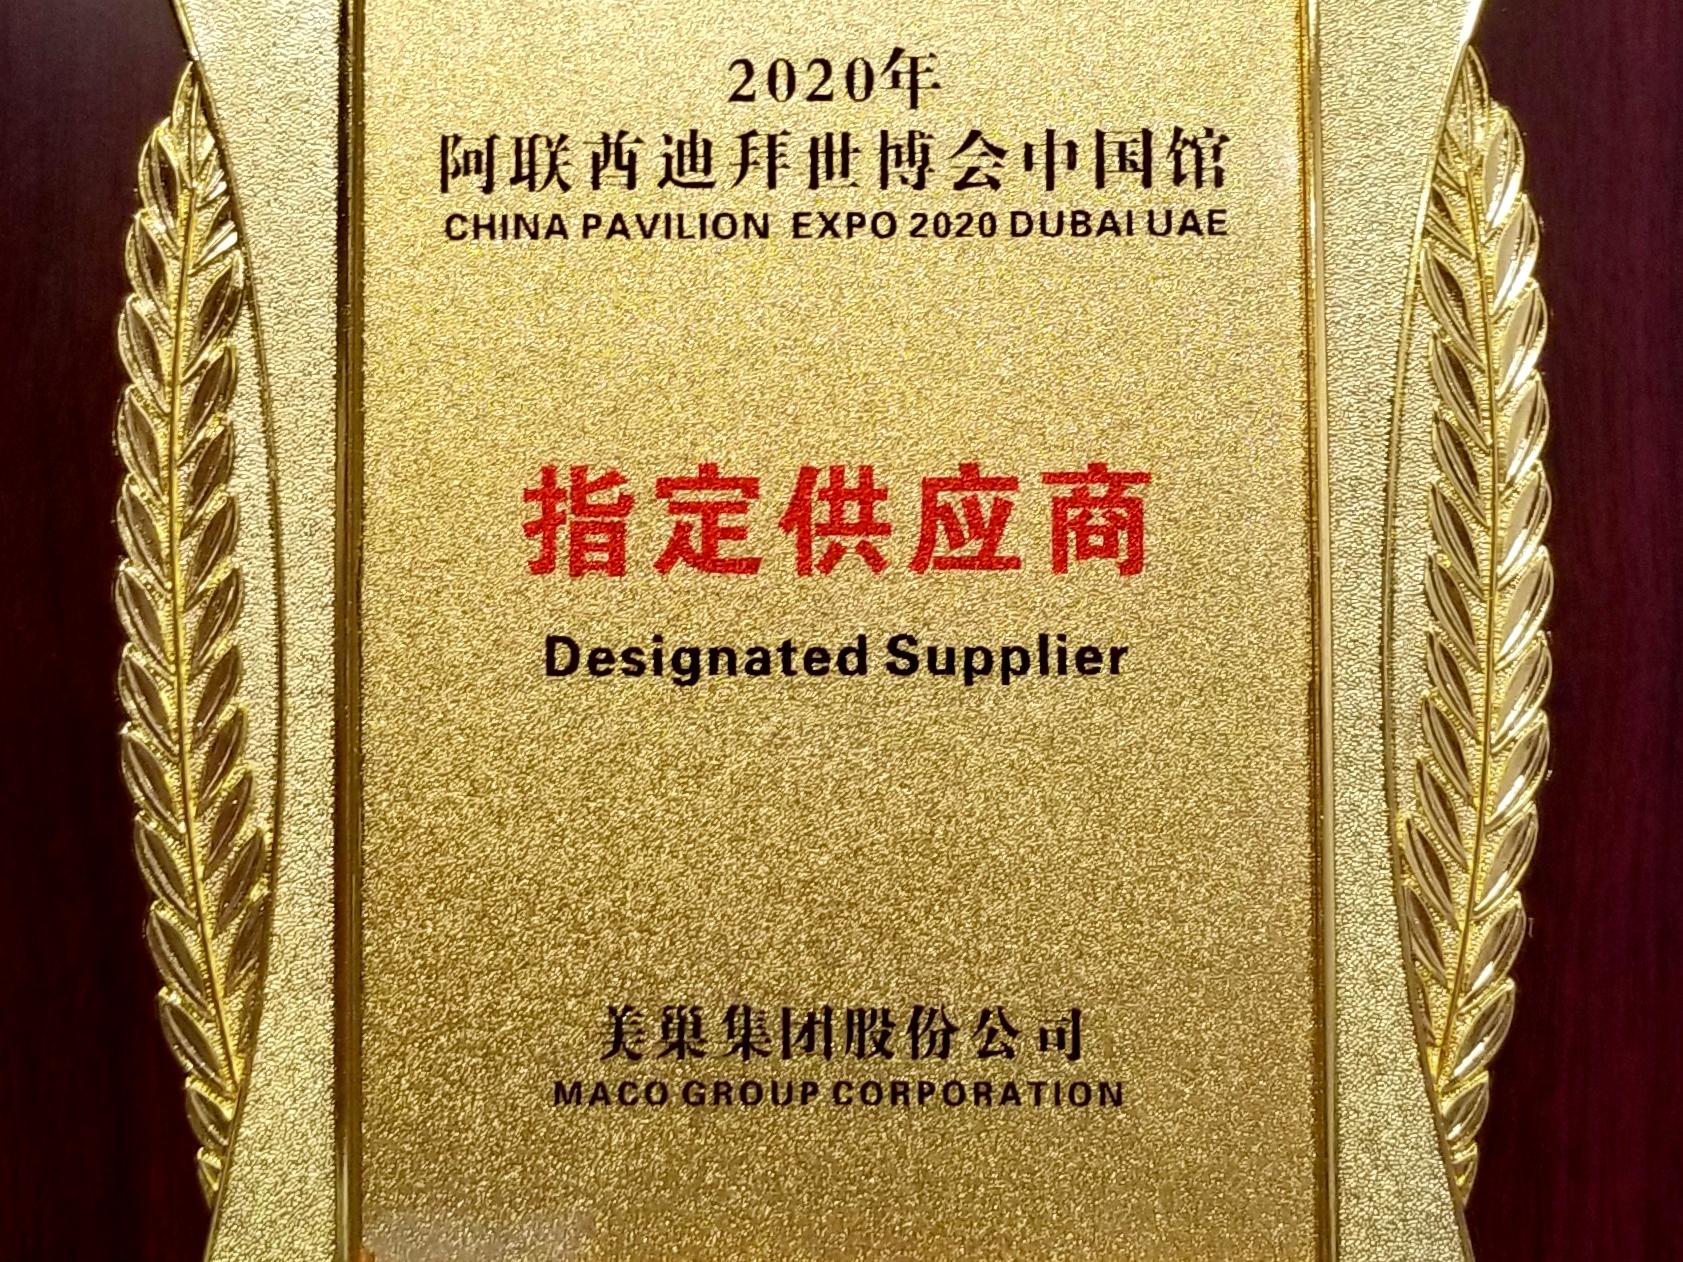 2020年
阿联酋迪拜世博会中国馆
CHINA PAVILION EXPO 2020 DUBAI UAE
指定供应商
Designated Supplier
美巢集团股份公司
MACO GROUP CORPORATION